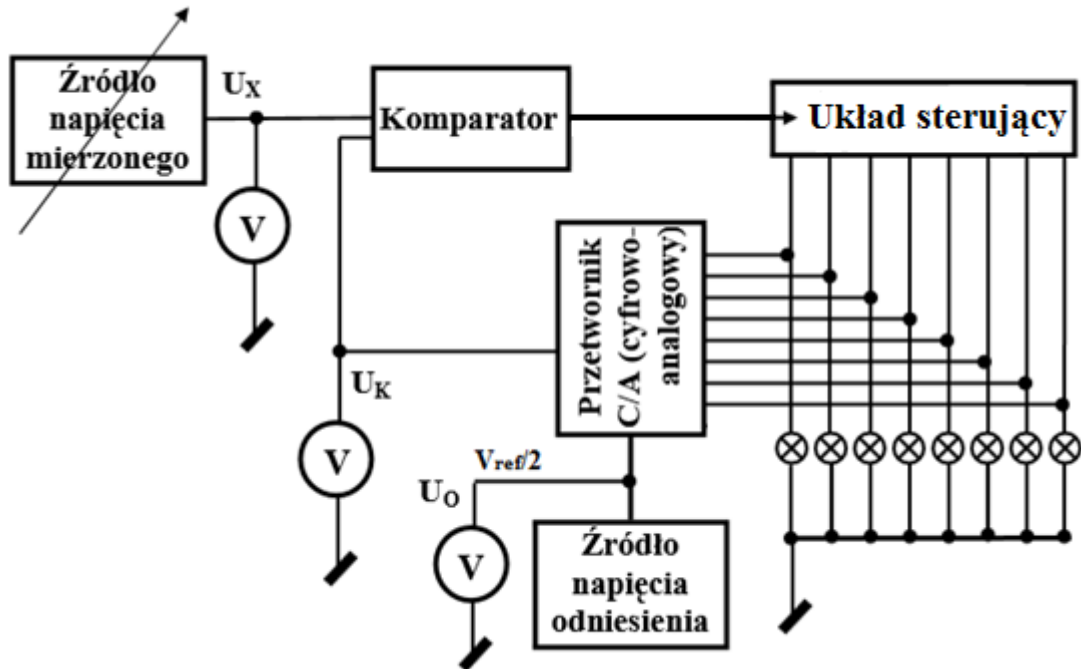 Źródło
napięcia
mierzonego
U_X
Komparator
Układ sterujący
V
Przetwornik
C/A (cyfrowo-
analogowy)
U_K
V
V_ref/2
U_O
V
Źródło
napięcia
odniesienia